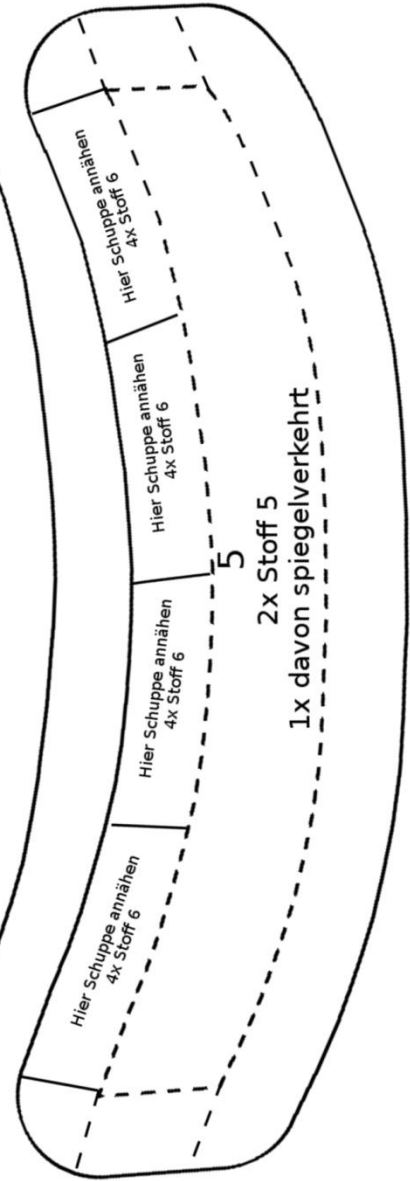 Hier Schuppe annähen
4x Stoff 6
Hier Schuppe annähen
4x Stoff 6
Hier Schuppe annähen
4x Stoff 6
Hier Schuppe annähen
4x Stoff 6
5
2x Stoff 5
1x davon spiegelverkehrt